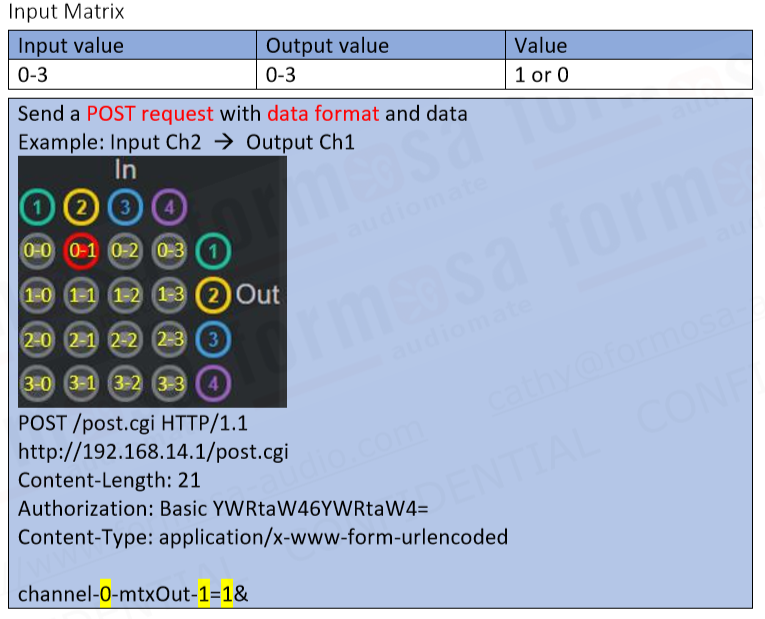 Input Matrix
Input value Output value Value
0-3 0-3 1 or 0
Send a POST request with data format and data
Example: Input Ch2 → Output Ch1
In
1 2 3 4
0-0 0-1 0-2 0-3 1
1-0 1-1 1-2 1-3 2 Out
2-0 2-1 2-2 2-3 3
3-0 3-1 3-2 3-3 4
POST /post.cgi HTTP/1.1
http://192.168.14.1/post.cgi
Content-Length: 21
Authorization: Basic YWRtaW46YWRtaW4=
Content-Type: application/x-www-form-urlencoded
channel-0-mtxOut-1=1&